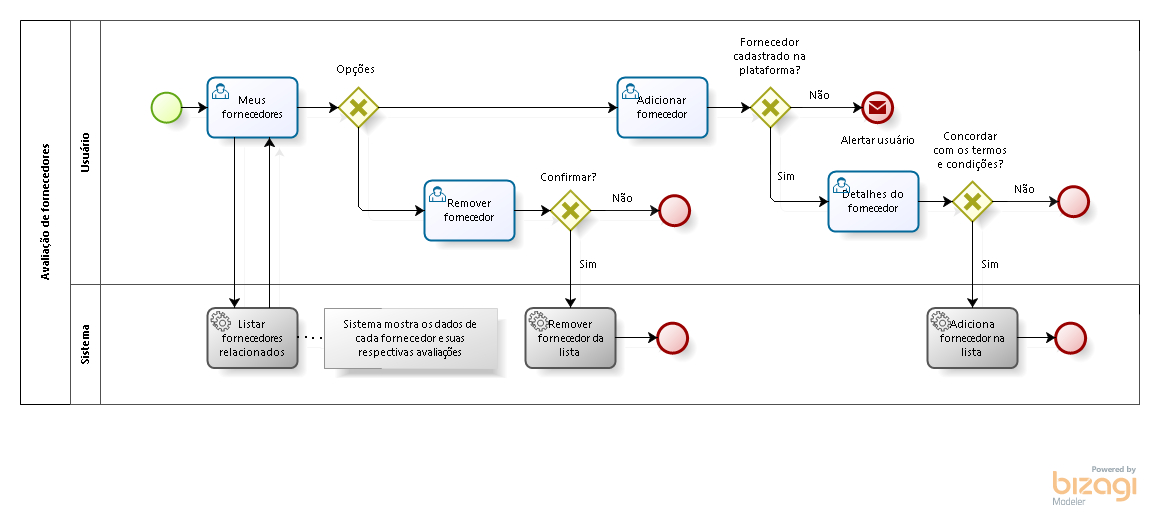 Avaliação de fornecedores
Usuário
Meus
fornecedores
Opções
Adicionar
fornecedor
Fornecedor
cadastrado na
plataforma?
Não
Alertar usuário
Sim
Detalhes do
fornecedor
Concordar
com os termos
e condições?
Não
Sim
Remover
fornecedor
Confirmar?
Não
Sim
Sistema
Listar
fornecedores
relacionados
Sistema mostra os dados de
cada fornecedor e suas
respectivas avaliações
Remover
fornecedor da
lista
Adiciona
fornecedor na
lista
Powered by
bizagi
Modeler